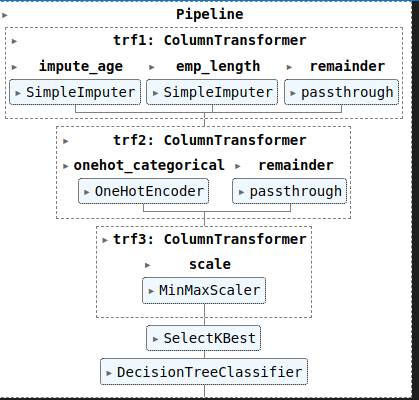 Pipeline
trf1: ColumnTransformer
impute_age emp_length remainder
SimpleImputer SimpleImputer passthrough
trf2: ColumnTransformer
onehot_categorical remainder
OneHotEncoder passthrough
trf3: ColumnTransformer
scale
MinMaxScaler
SelectKBest
DecisionTreeClassifier